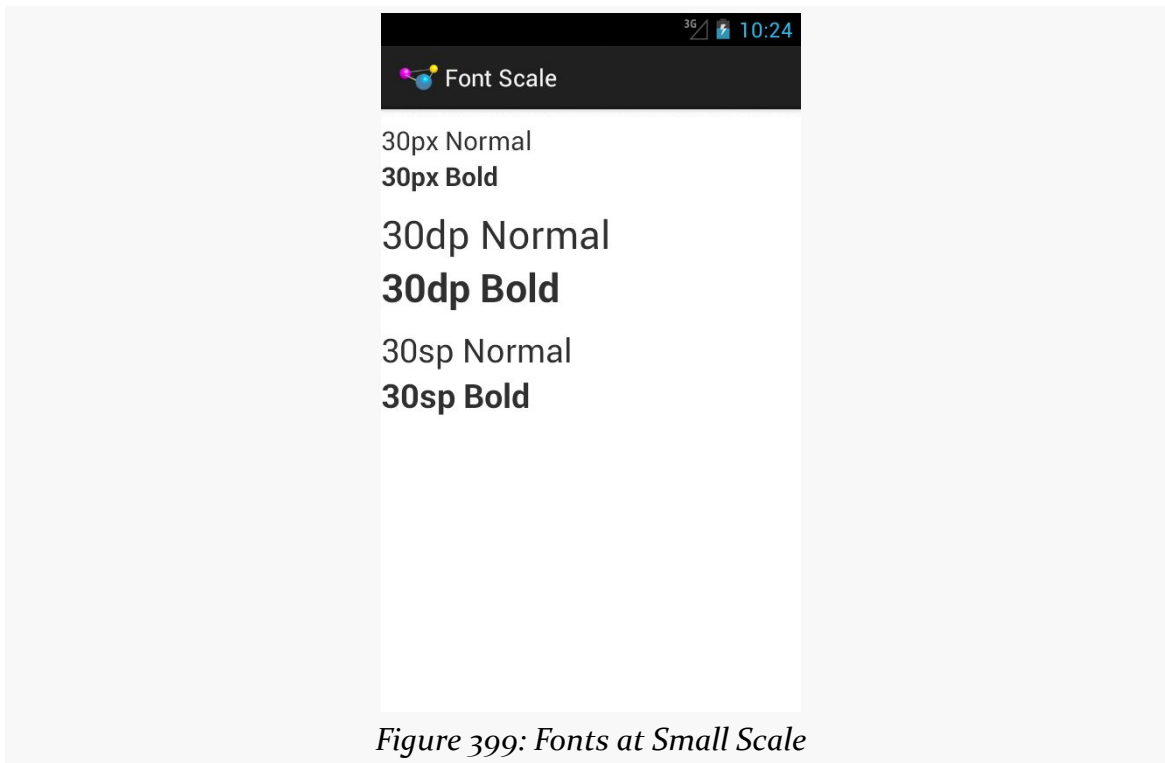 3G 10:24
Font Scale
30px Normal
30px Bold
30dp Normal
30dp Bold
30sp Normal
30sp Bold
Figure 399: Fonts at Small Scale